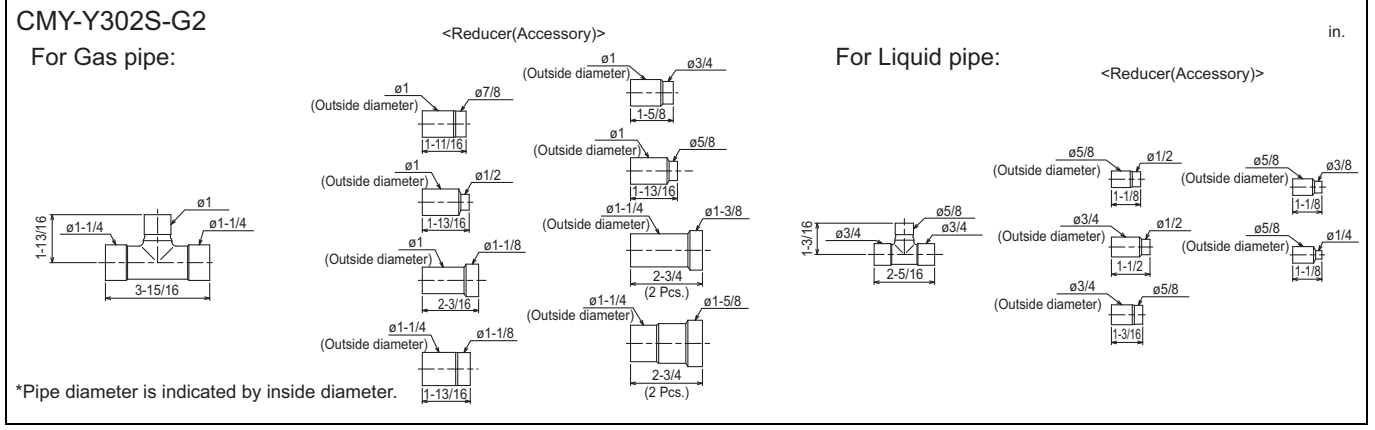 CMY-Y302S-G2
For Gas pipe:
<Reducer(Accessory)>
ø1
(Outside diameter)
ø7/8
1-11/16
ø1
(Outside diameter)
ø3/4
1-5/8
ø1
(Outside diameter)
ø1/2
1-13/16
ø1
(Outside diameter)
ø5/8
1-13/16
ø1
(Outside diameter)
ø1-1/8
2-3/16
ø1-1/4
(Outside diameter)
ø1-3/8
2-3/4
(2 Pcs.)
ø1-1/4
(Outside diameter)
ø1-1/8
1-13/16
ø1-1/4
(Outside diameter)
ø1-5/8
2-3/4
(2 Pcs.)
1-13/16
ø1-1/4
ø1
ø1-1/4
3-15/16
*Pipe diameter is indicated by inside diameter.
For Liquid pipe:
<Reducer(Accessory)>
in.
1-3/16
ø3/4
ø5/8
ø3/4
2-5/16
ø5/8
(Outside diameter)
ø1/2
1-1/8
ø5/8
(Outside diameter)
ø3/8
1-1/8
ø3/4
(Outside diameter)
ø1/2
1-1/2
ø5/8
(Outside diameter)
ø1/4
1-1/8
ø3/4
(Outside diameter)
ø5/8
1-3/16